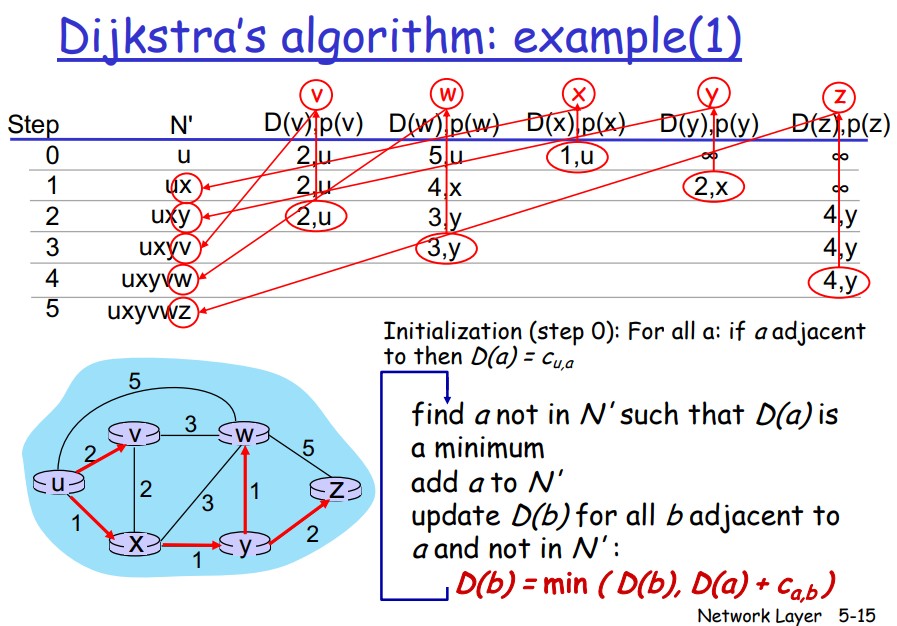 Dijkstra's algorithm: example(1)
v w x y z
Step N' D(v),p(v) D(w),p(w) D(x),p(x) D(y),p(y) D(z),p(z)
0 u 2,u 5,u 1,u ∞ ∞
1 ux 2,u 4,x 2,x ∞
2 uxy 2,u 3,y 4,y
3 uxyv 3,y 4,y
4 uxyvw 4,y
5 uxyvwz
Initialization (step 0): For all a: if a adjacent
to then D(a) = cu,a
find a not in N' such that D(a) is
a minimum
add a to N'
update D(b) for all b adjacent to
a and not in N':
D(b) = min ( D(b), D(a) + ca,b )
5
v 3 w
2 5
u 2 3 1 z
1 2
x 1 y
Network Layer 5-15